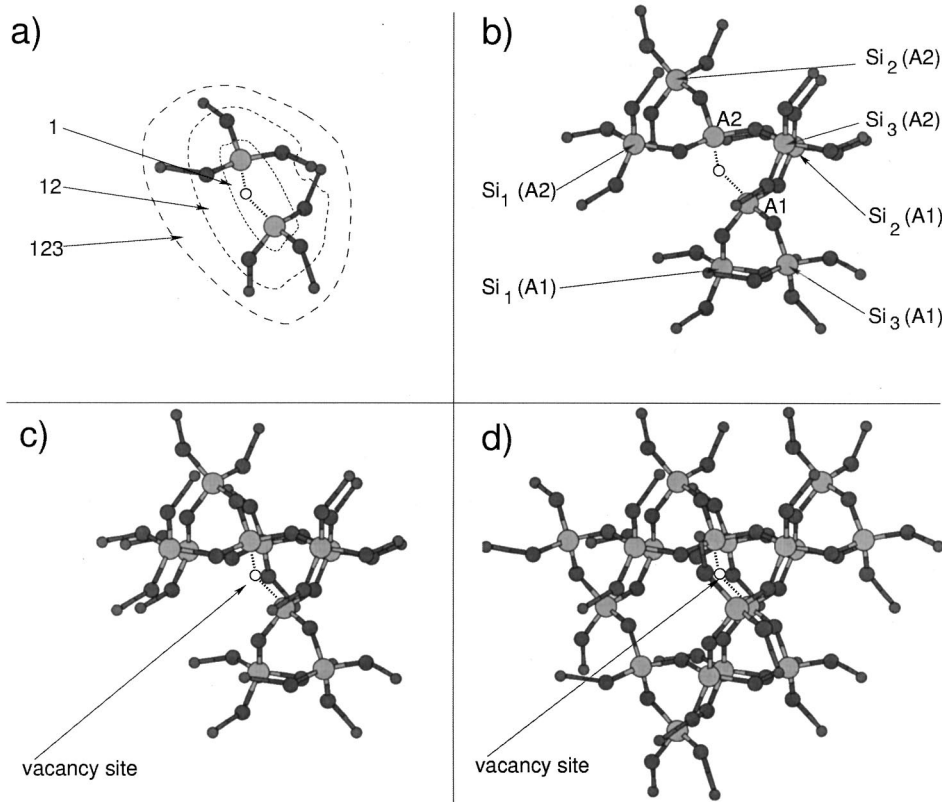 a)
1
12
123
b)
Si2(A2)
A2
Si3(A2)
Si1(A2)
A1
Si2(A1)
Si1(A1)
Si3(A1)
c)
vacancy site
d)
vacancy site